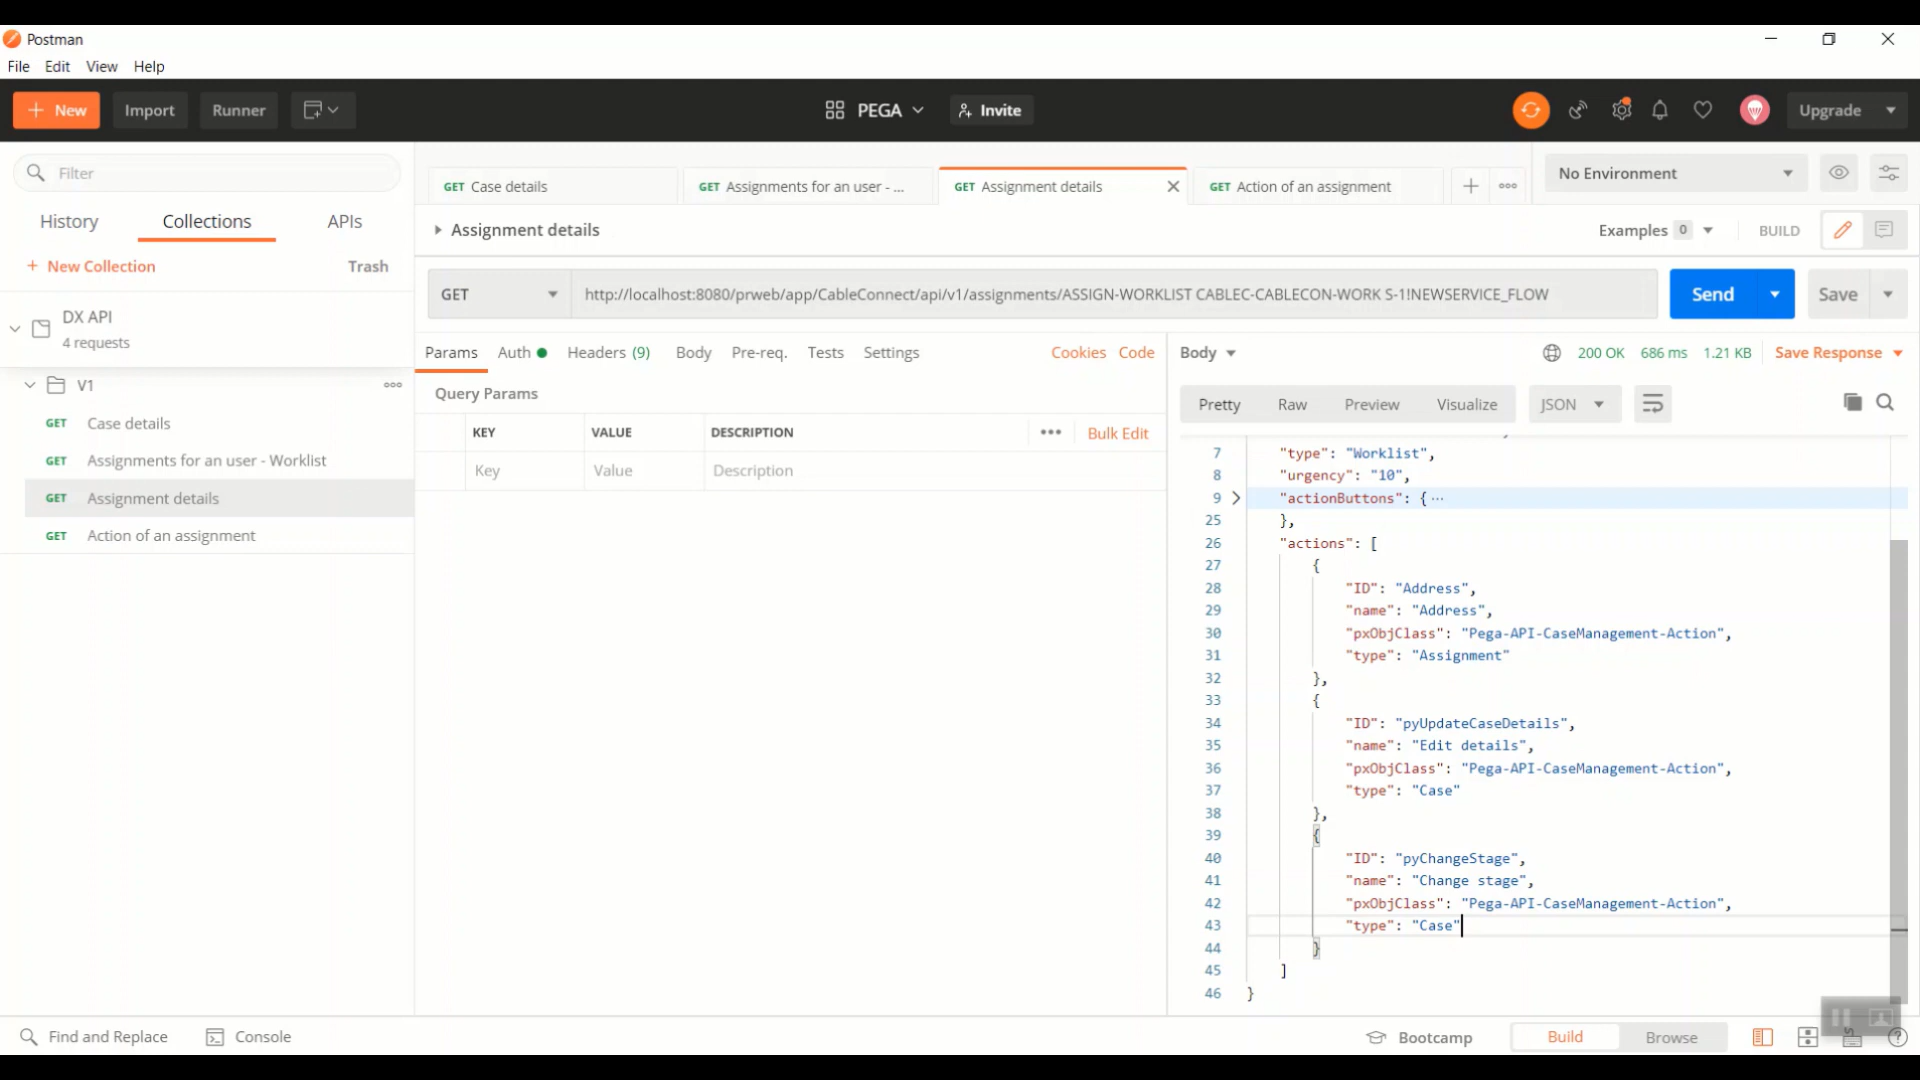 Postman
File Edit View Help
+ New Import Runner PEGA Invite Upgrade
Filter
History Collections APIs
+ New Collection Trash
DX API
4 requests
V1
GET Case details
GET Assignments for an user - Worklist
GET Assignment details
GET Action of an assignment
GET Case details GET Assignments for an user - ... GET Assignment details GET Action of an assignment
No Environment
Assignment details
Examples 0 BUILD
GET http://localhost:8080/prweb/app/CableConnect/api/v1/assignments/ASSIGN-WORKLIST CABLEC-CABLECON-WORK S-1!NEWSERVICE_FLOW Send Save
Params Auth Headers (9) Body Pre-req. Tests Settings Cookies Code
Query Params
KEY VALUE DESCRIPTION ••• Bulk Edit
Key Value Description
Body 200 OK 686 ms 1.21 KB Save Response
Pretty Raw Preview Visualize JSON
7 "type": "Worklist",
8 "urgency": "10",
9 "actionButtons": { ···
25 },
26 "actions": [
27 {
28 "ID": "Address",
29 "name": "Address",
30 "pxObjClass": "Pega-API-CaseManagement-Action",
31 "type": "Assignment"
32 },
33 {
34 "ID": "pyUpdateCaseDetails",
35 "name": "Edit details",
36 "pxObjClass": "Pega-API-CaseManagement-Action",
37 "type": "Case"
38 },
39 {
40 "ID": "pyChangeStage",
41 "name": "Change stage",
42 "pxObjClass": "Pega-API-CaseManagement-Action",
43 "type": "Case"
44 }
45 ]
46 }
Find and Replace Console Bootcamp Build Browse